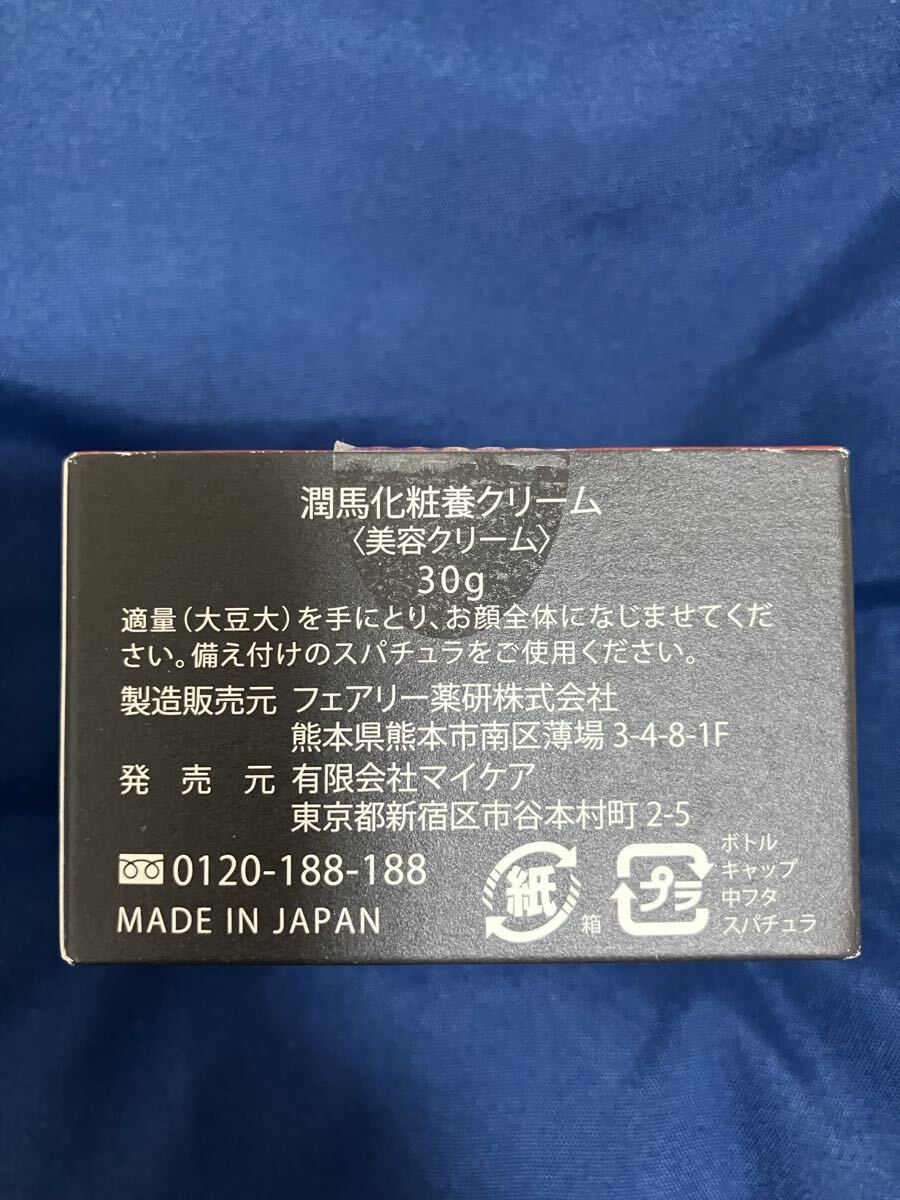 潤馬化粧養クリーム
〈美容クリーム〉
30g
適量(大豆大)を手にとり、お顔全体になじませてくだ
さい。備え付けのスパチュラをご使用ください。
製造販売元 フェアリー薬研株式会社
熊本県熊本市南区薄場 3-4-8-1F
発売元 有限会社マイケア
東京都新宿区市谷本村町 2-5
0120-188-188
MADE IN JAPAN
紙
箱
プラ
ボトル
キャップ
中フタ
スパチュラ